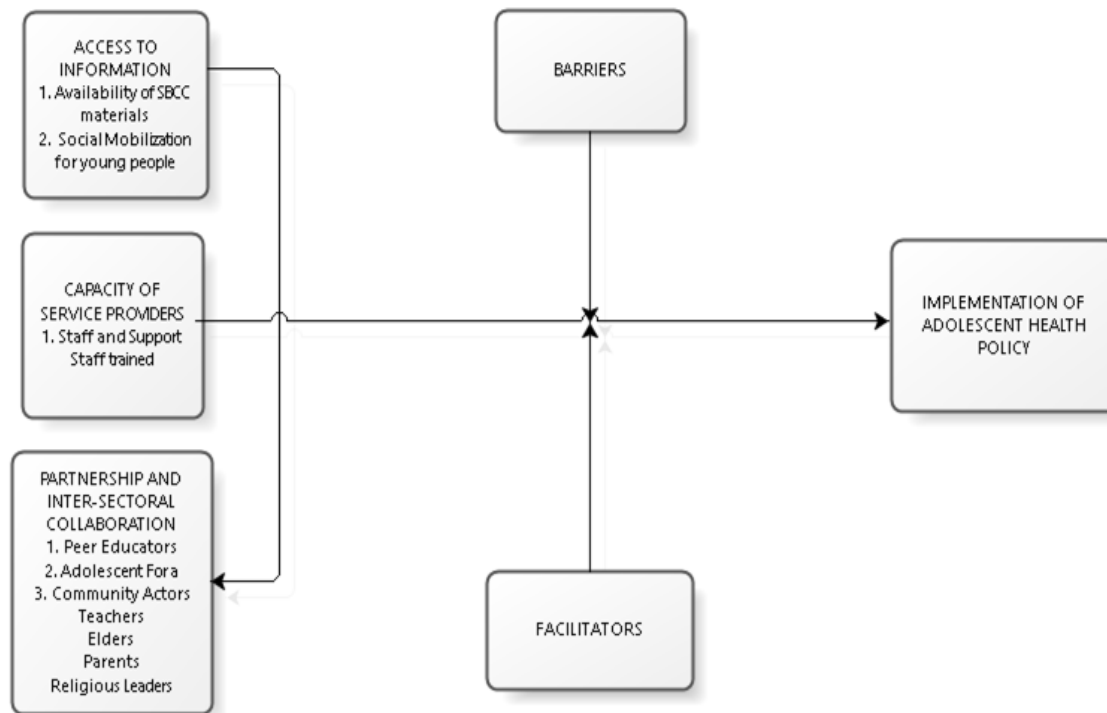 ACCESS TO
INFORMATION
1. Availability of SBCC
materials
2. Social Mobilization
for young people
BARRIERS
CAPACITY OF
SERVICE PROVIDERS
1. Staff and Support
Staff trained
IMPLEMENTATION OF
ADOLESCENT HEALTH
POLICY
PARTNERSHIP AND
INTER-SECTORAL
COLLABORATION
1. Peer Educators
2. Adolescent Fora
3. Community Actors
Teachers
Elders
Parents
Religious Leaders
FACILITATORS